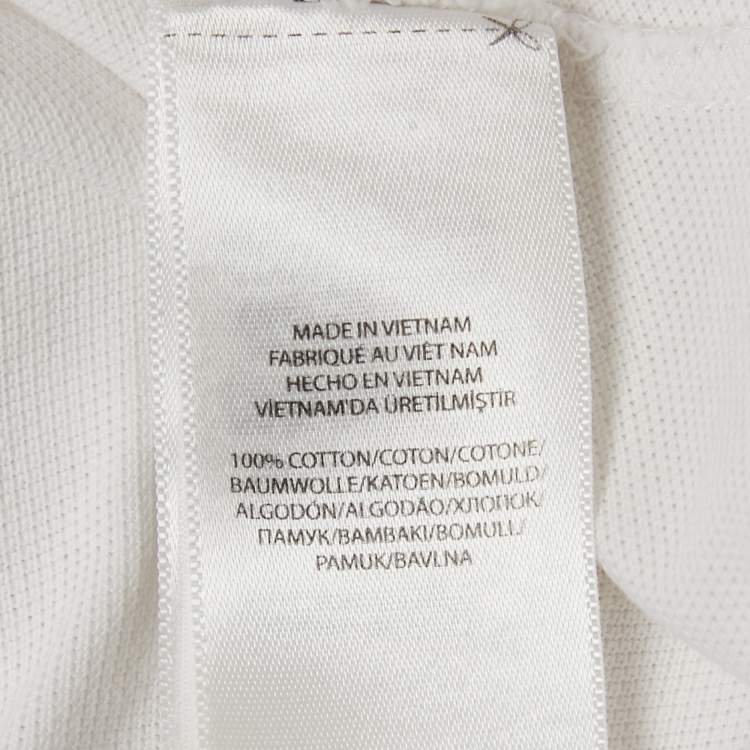 MADE IN VIETNAM
FABRIQUÉ AU VIÊT NAM
HECHO EN VIETNAM
VİETNAM'DA ÜRETİLMİŞTİR
100% COTTON/COTON/COTONE/
BAUMWOLLE/KATOEN/BOMULD/
ALGODÓN/ALGODÃO/ХЛОПОК/
ПАМУК/ΒΑΜΒΑΚΙ/BOMULL/
PAMUK/BAVLNA